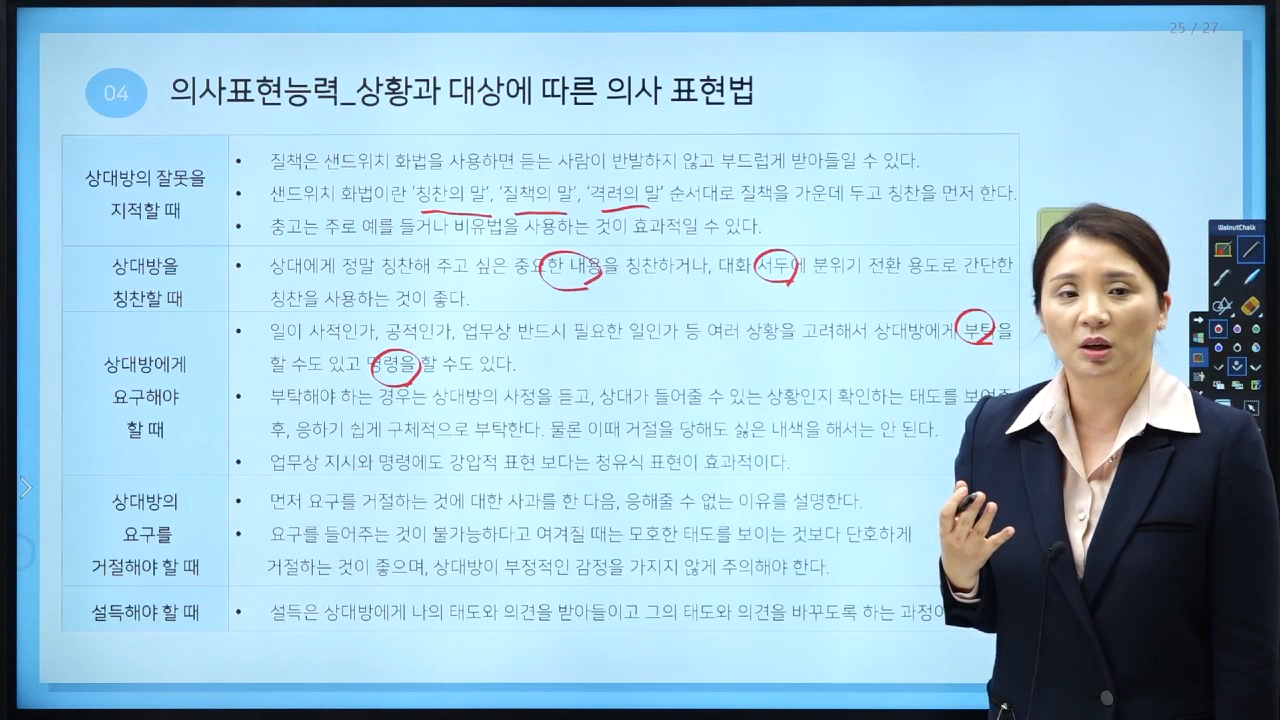 25 / 27
04
의사표현능력_상황과 대상에 따른 의사 표현법
상대방의 잘못을
지적할 때
• 질책은 샌드위치 화법을 사용하면 듣는 사람이 반발하지 않고 부드럽게 받아들일 수 있다.
• 샌드위치 화법이란 ‘칭찬의 말’, ‘질책의 말’, ‘격려의 말’ 순서대로 질책을 가운데 두고 칭찬을 먼저 한다.
• 충고는 주로 예를 들거나 비유법을 사용하는 것이 효과적일 수 있다.
상대방을
칭찬할 때
• 상대에게 정말 칭찬해 주고 싶은 중요한 내용을 칭찬하거나, 대화 서두에 분위기 전환 용도로 간단한
칭찬을 사용하는 것이 좋다.
상대방에게
요구해야
할 때
• 일이 사적인가, 공적인가, 업무상 반드시 필요한 일인가 등 여러 상황을 고려해서 상대방에게 부탁을
할 수도 있고 명령을 할 수도 있다.
• 부탁해야 하는 경우는 상대방의 사정을 듣고, 상대가 들어줄 수 있는 상황인지 확인하는 태도를 보여준
후, 응하기 쉽게 구체적으로 부탁한다. 물론 이때 거절을 당해도 싫은 내색을 해서는 안 된다.
• 업무상 지시와 명령에도 강압적 표현 보다는 청유식 표현이 효과적이다.
상대방의
요구를
거절해야 할 때
• 먼저 요구를 거절하는 것에 대한 사과를 한 다음, 응해줄 수 없는 이유를 설명한다.
• 요구를 들어주는 것이 불가능하다고 여겨질 때는 모호한 태도를 보이는 것보다 단호하게
거절하는 것이 좋으며, 상대방이 부정적인 감정을 가지지 않게 주의해야 한다.
설득해야 할 때
• 설득은 상대방에게 나의 태도와 의견을 받아들이고 그의 태도와 의견을 바꾸도록 하는 과정
WalnutChalk